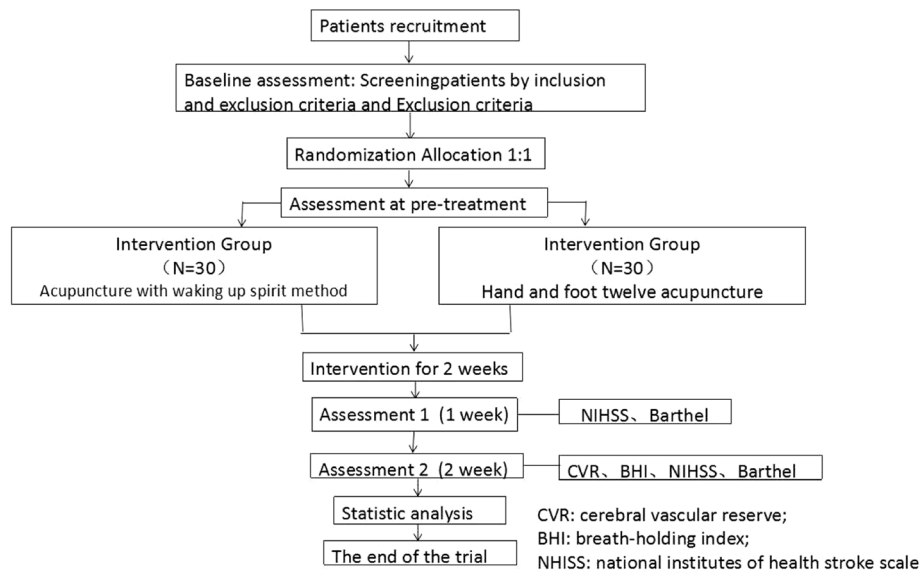 Patients recruitment
Baseline assessment: Screeningpatients by inclusion
and exclusion criteria and Exclusion criteria
Randomization Allocation 1:1
Assessment at pre-treatment
Intervention Group
（N=30）
Acupuncture with waking up spirit method
Intervention Group
（N=30）
Hand and foot twelve acupuncture
Intervention for 2 weeks
Assessment 1 (1 week)
NIHSS、Barthel
Assessment 2 (2 week)
CVR、BHI、NIHSS、Barthel
Statistic analysis
The end of the trial
CVR: cerebral vascular reserve;
BHI: breath-holding index;
NHISS: national institutes of health stroke scale